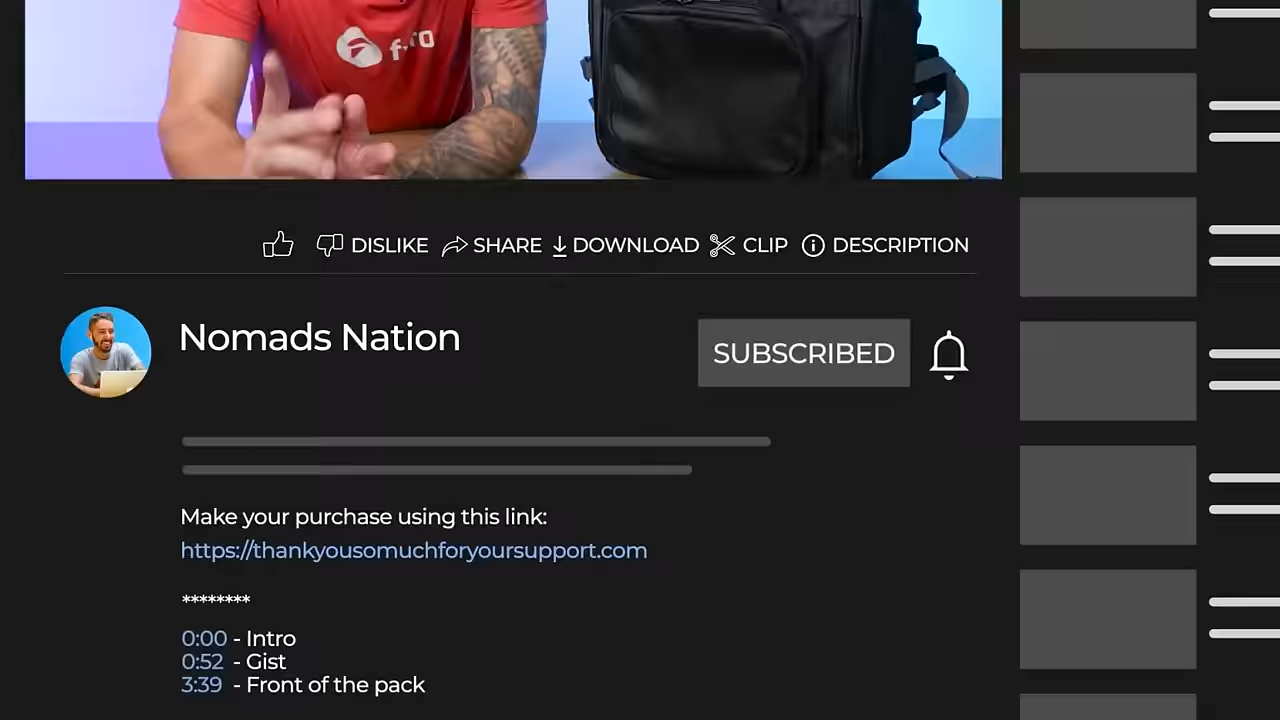 DISLIKE SHARE DOWNLOAD CLIP DESCRIPTION
Nomads Nation
SUBSCRIBED
Make your purchase using this link:
https://thankyousomuchforyoursupport.com
********
0:00 - Intro
0:52 - Gist
3:39 - Front of the pack